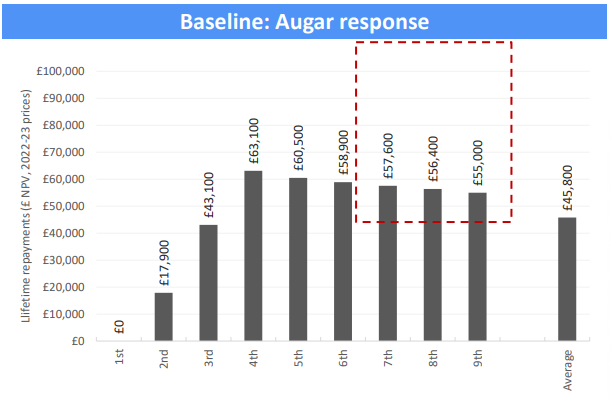 Baseline: Augar response
Llifetime repayments (£ NPV, 2022-23 prices)
£100,000
£90,000
£80,000
£70,000
£60,000
£50,000
£40,000
£30,000
£20,000
£10,000
£0
£0
£17,900
£43,100
£63,100
£60,500
£58,900
£57,600
£56,400
£55,000
£45,800
1st
2nd
3rd
4th
5th
6th
7th
8th
9th
Average